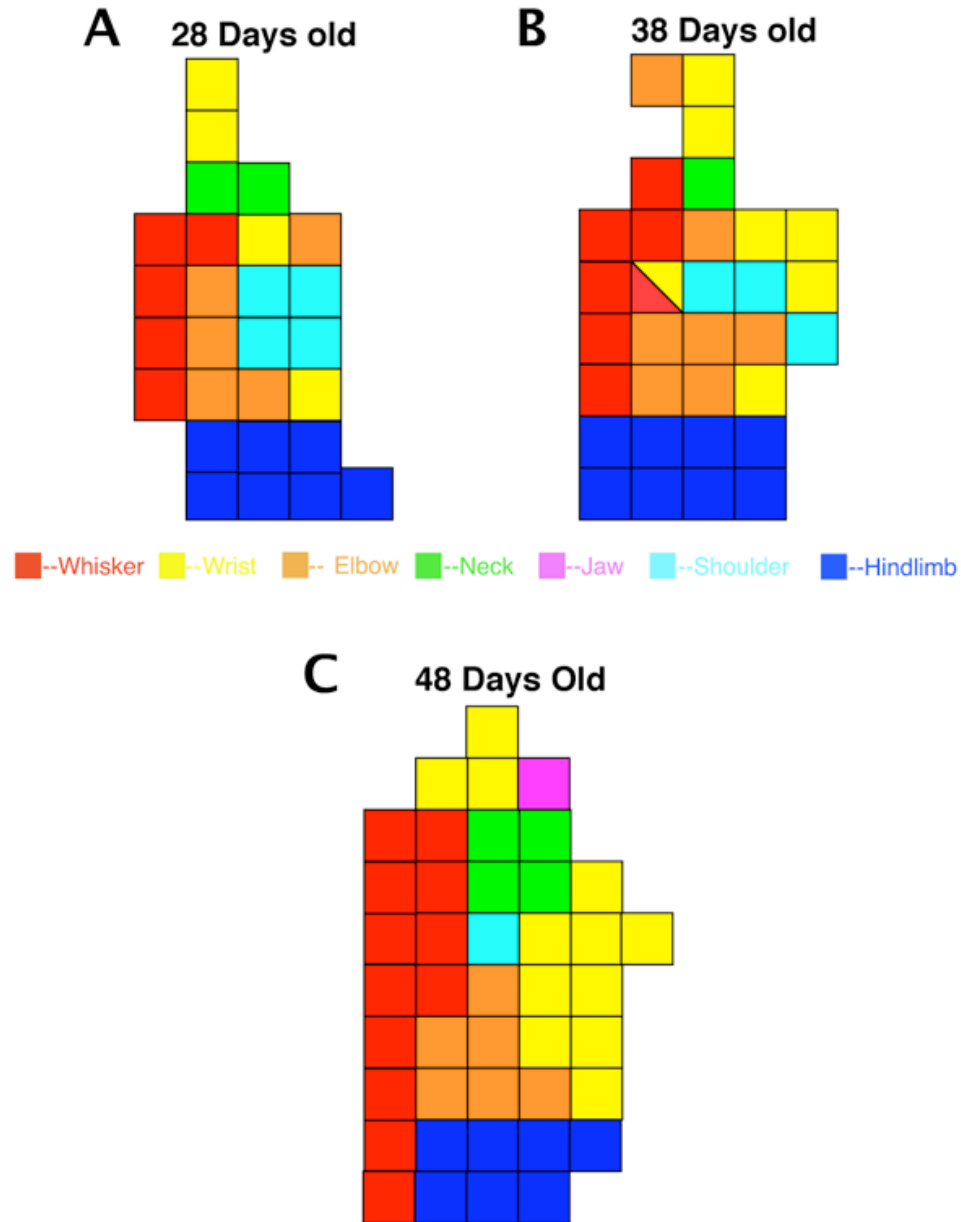 A 28 Days old
B 38 Days old
--Whisker --Wrist -- Elbow --Neck --Jaw --Shoulder --Hindlimb
C 48 Days Old